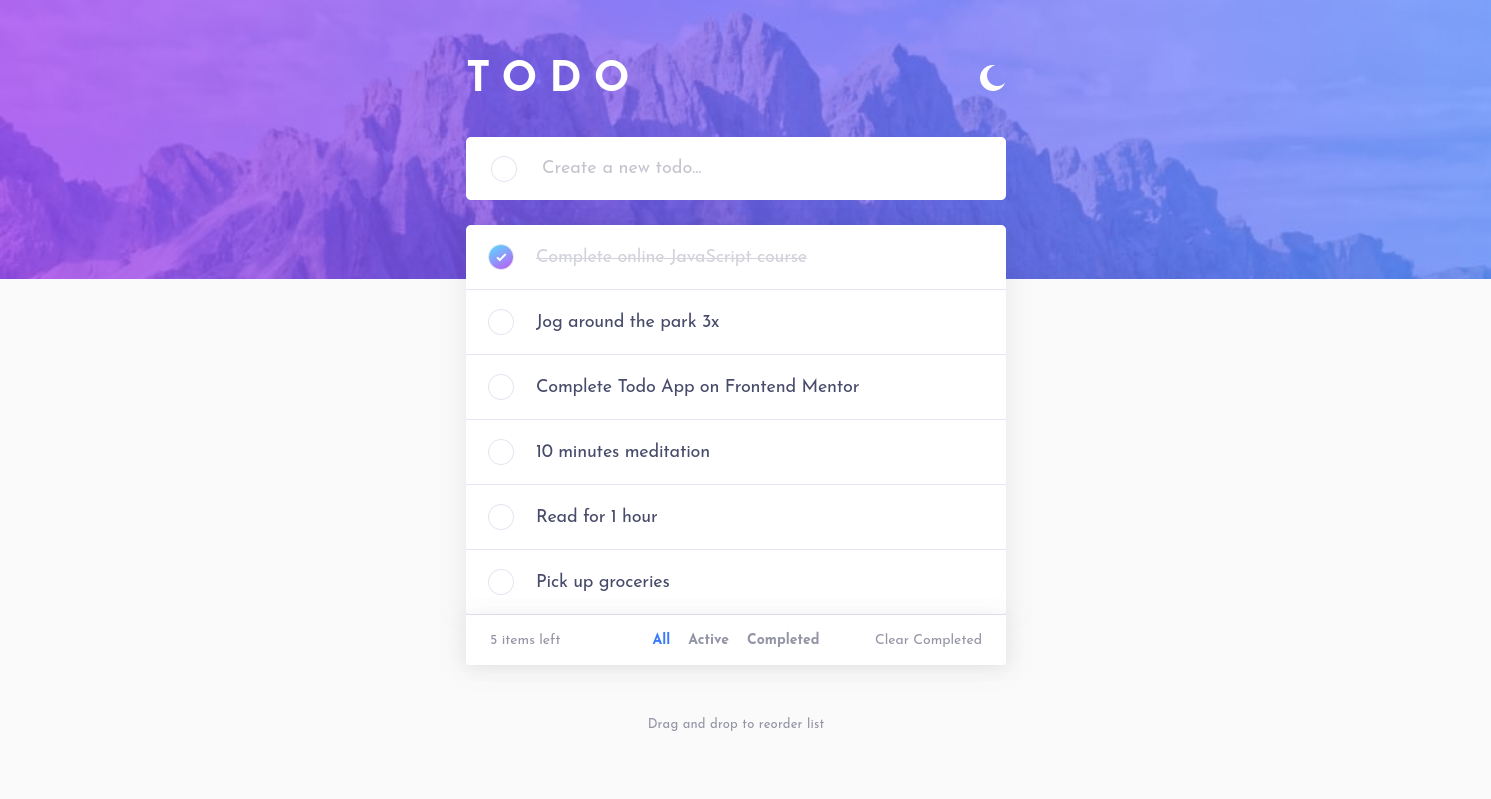 TODO
Create a new todo...
Complete online JavaScript course
Jog around the park 3x
Complete Todo App on Frontend Mentor
10 minutes meditation
Read for 1 hour
Pick up groceries
5 items left All Active Completed Clear Completed
Drag and drop to reorder list